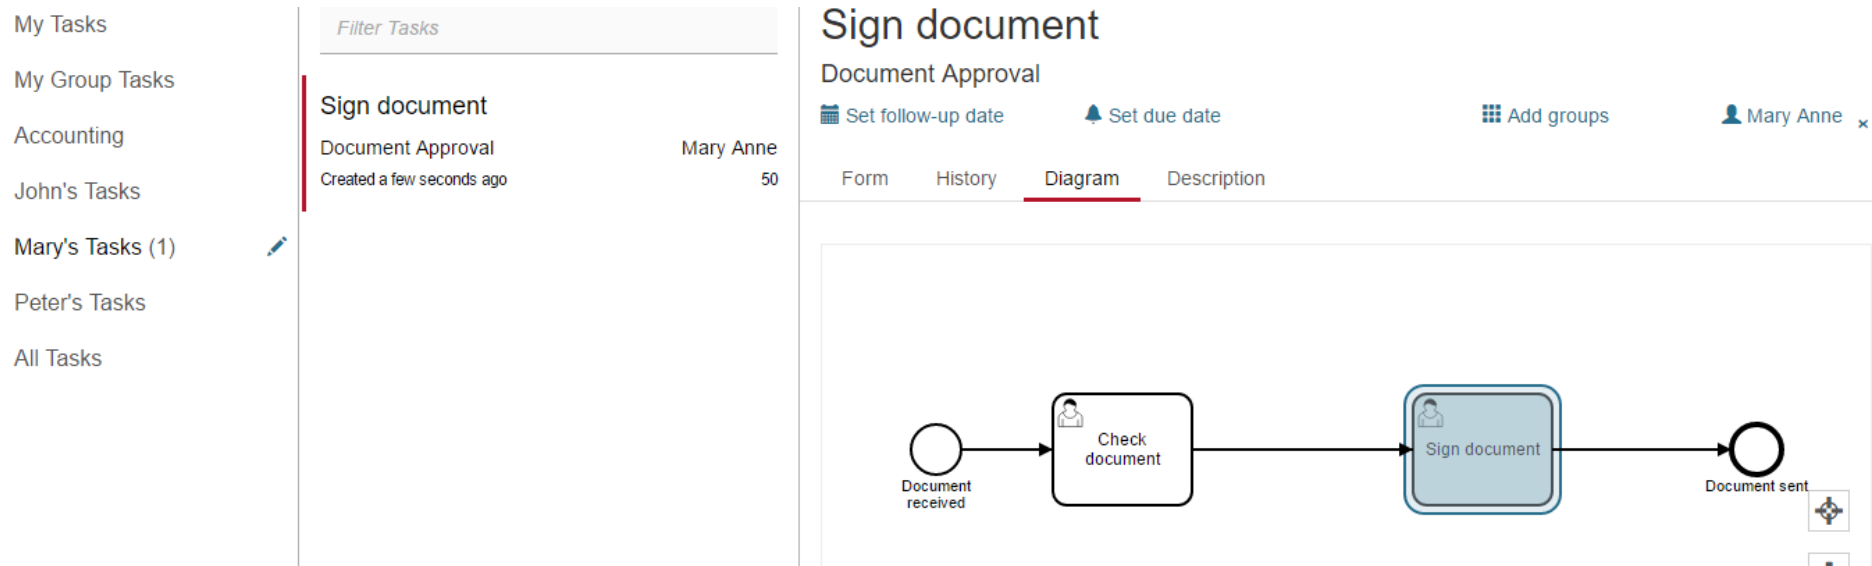 My Tasks
My Group Tasks
Accounting
John's Tasks
Mary's Tasks (1)
Peter's Tasks
All Tasks
Filter Tasks
Sign document
Document Approval Mary Anne
Created a few seconds ago 50
Sign document
Document Approval
Set follow-up date Set due date Add groups Mary Anne ×
Form History Diagram Description
Document
received
Check
document
Sign document
Document sent